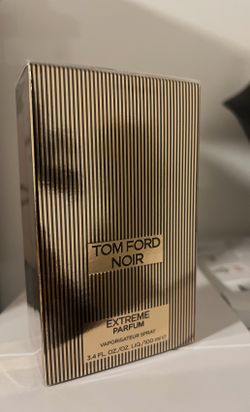 TOM FORD
NOIR
EXTREME
PARFUM
VAPORISATEUR SPRAY
3.4 FL. OZ./OZ. LIQ./100 ml ℮